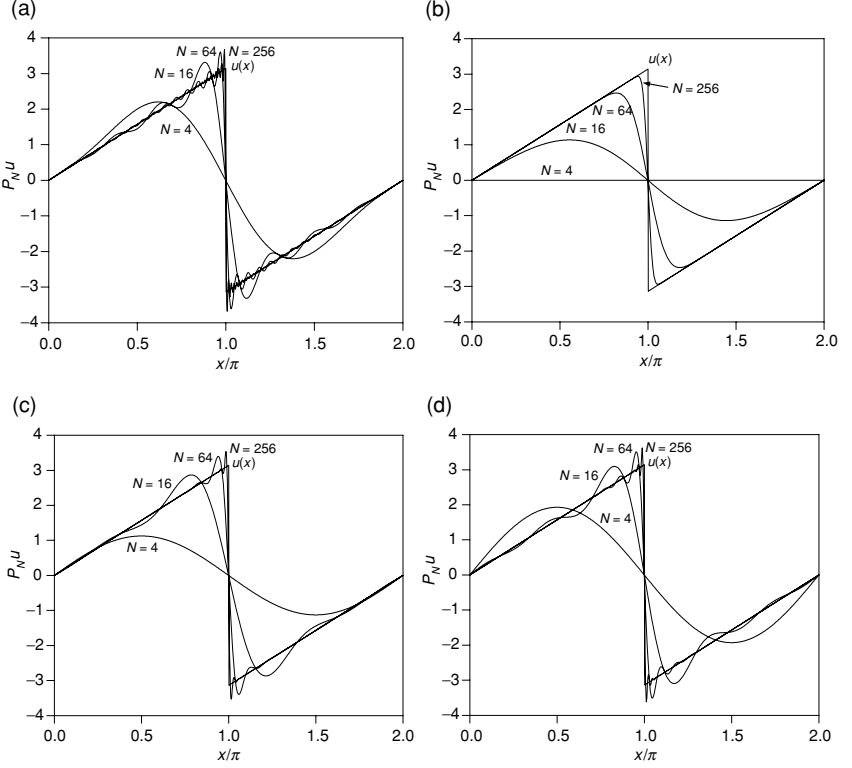 (a)
4
3
2
1
0
−1
−2
−3
−4
P_N u
N = 64
N = 256
N = 16
u(x)
N = 4
0.0
0.5
1.0
1.5
2.0
x/π
(b)
4
3
2
1
0
−1
−2
−3
−4
P_N u
u(x)
N = 256
N = 64
N = 16
N = 4
0.0
0.5
1.0
1.5
2.0
x/π
(c)
4
3
2
1
0
−1
−2
−3
−4
P_N u
N = 64
N = 256
u(x)
N = 16
N = 4
0.0
0.5
1.0
1.5
2.0
x/π
(d)
4
3
2
1
0
−1
−2
−3
−4
P_N u
N = 64
N = 256
u(x)
N = 16
N = 4
0.0
0.5
1.0
1.5
2.0
x/π